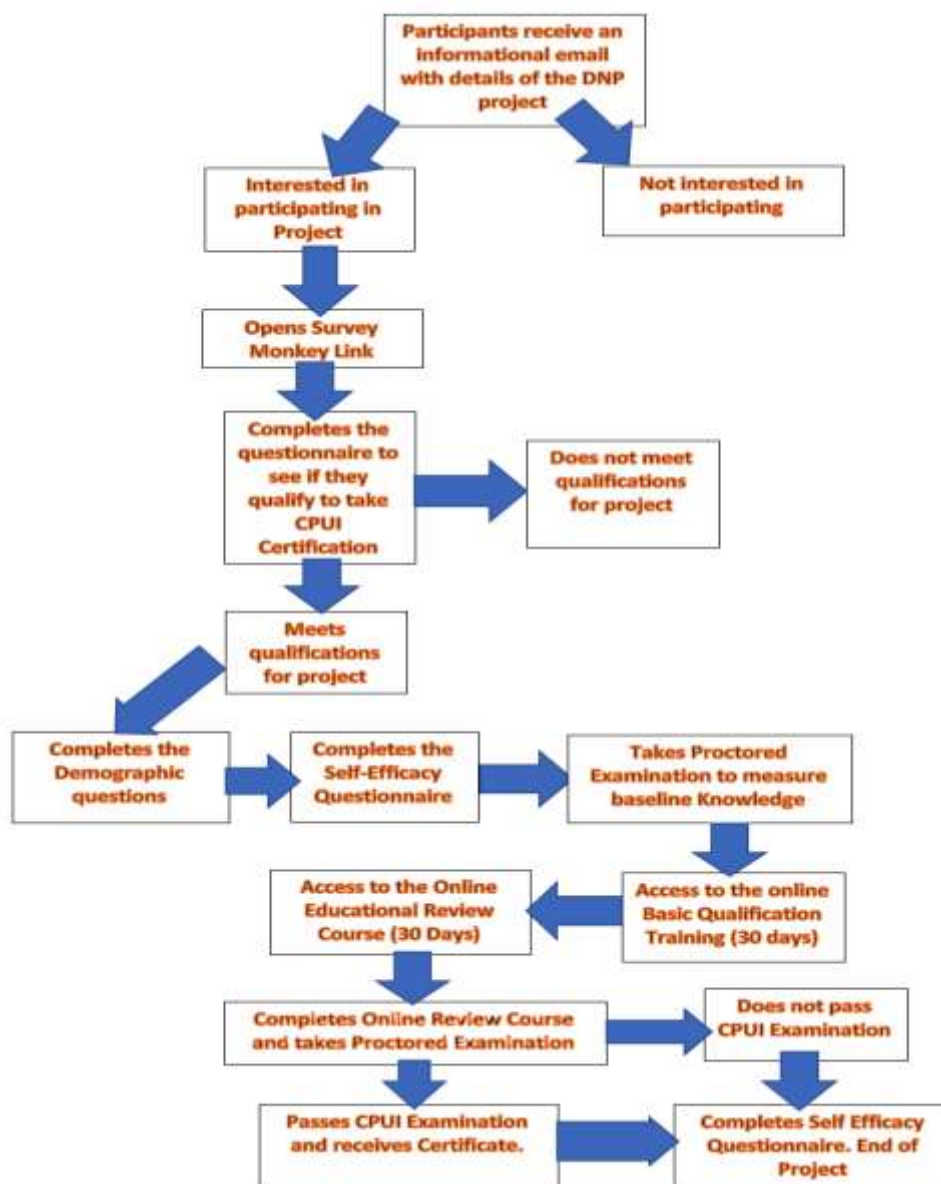 Participants receive an
informational email
with details of the DNP
project
Interested in
participating in
Project
Not interested in
participating
Opens Survey
Monkey Link
Completes the
questionnaire to
see if they
qualify to take
CPUI
Certification
Does not meet
qualifications
for project
Meets
qualifications
for project
Completes the
Demographic
questions
Completes the
Self-Efficacy
Questionnaire
Takes Proctored
Examination to measure
baseline Knowledge
Access to the Online
Educational Review
Course (30 Days)
Access to the online
Basic Qualification
Training (30 days)
Completes Online Review Course
and takes Proctored Examination
Does not pass
CPUI Examination
Passes CPUI Examination
and receives Certificate.
Completes Self Efficacy
Questionnaire. End of
Project